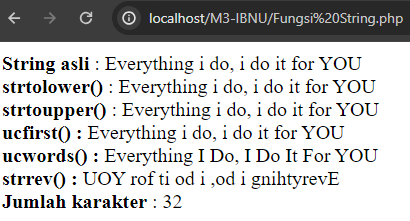 localhost/M3-IBNU/Fungsi%20String.php
String asli : Everything i do, i do it for YOU
strtolower() : Everything i do, i do it for YOU
strtoupper() : Everything i do, i do it for YOU
ucfirst() : Everything i do, i do it for YOU
ucwords() : Everything I Do, I Do It For YOU
strrev() : UOY rof ti od i ,od i gnihtyrevE
Jumlah karakter : 32